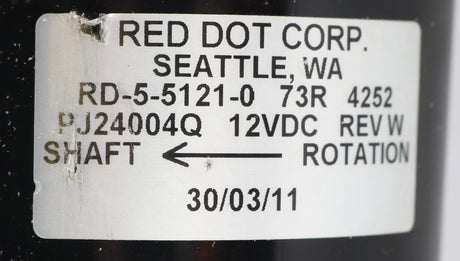 RED DOT CORP.
SEATTLE, WA
RD-5-5121-0 73R 4252
PJ24004Q 12VDC REV W
SHAFT ← ROTATION
30/03/11